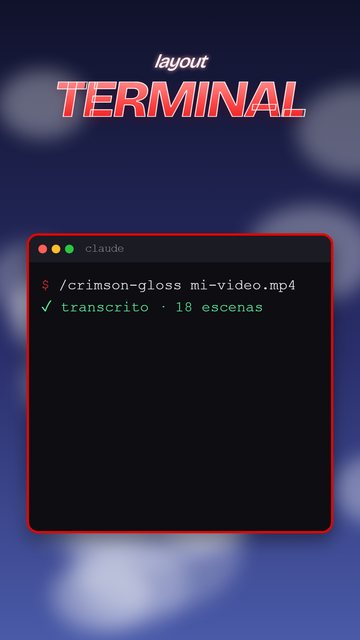 layout
TERMINAL
claude
$ /crimson-gloss mi-video.mp4
✓ transcrito · 18 escenas